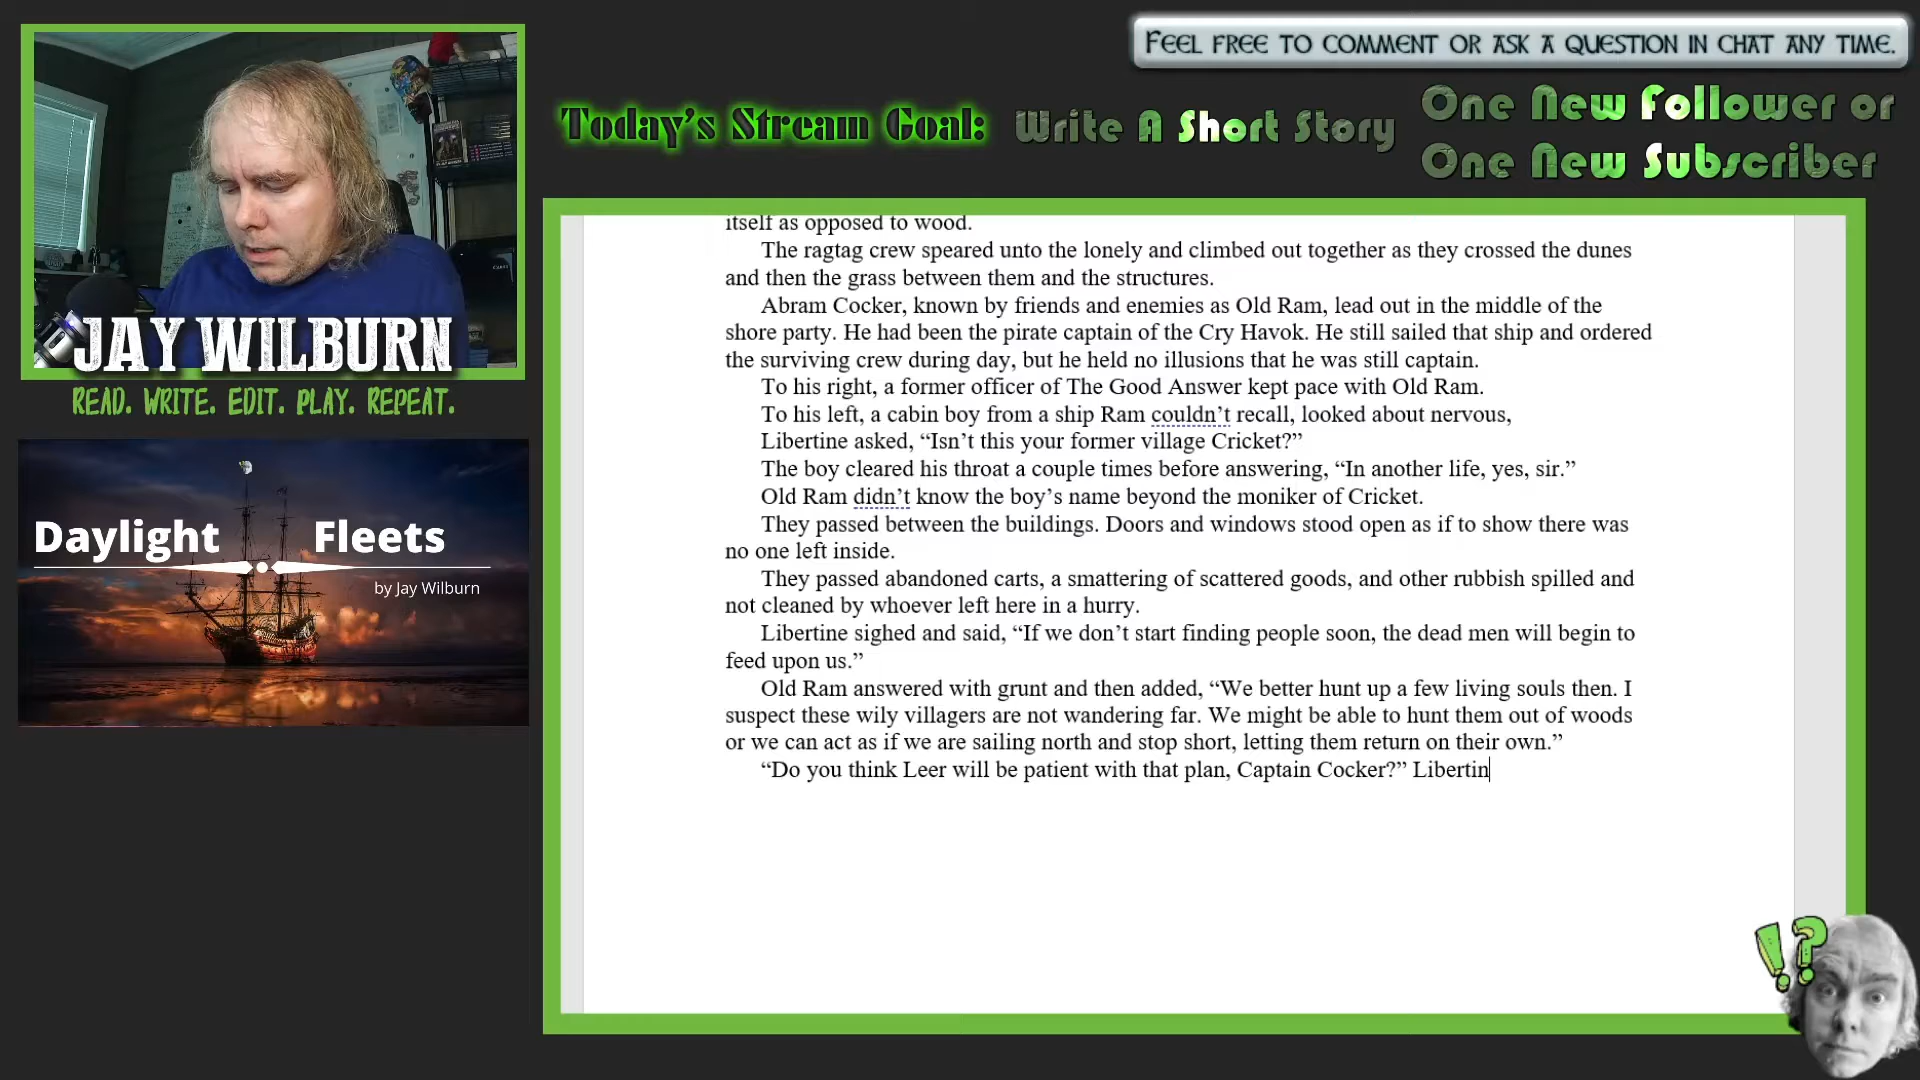 FEEL FREE TO COMMENT OR ASK A QUESTION IN CHAT ANY TIME.
Today's Stream Goal:
Write A Short Story
One New Follower or
One New Subscriber
JAY WILBURN
READ. WRITE. EDIT. PLAY. REPEAT.
Daylight Fleets
by Jay Wilburn
itself as opposed to wood.
The ragtag crew speared unto the lonely and climbed out together as they crossed the dunes
and then the grass between them and the structures.
Abram Cocker, known by friends and enemies as Old Ram, lead out in the middle of the
shore party. He had been the pirate captain of the Cry Havok. He still sailed that ship and ordered
the surviving crew during day, but he held no illusions that he was still captain.
To his right, a former officer of The Good Answer kept pace with Old Ram.
To his left, a cabin boy from a ship Ram couldn’t recall, looked about nervous,
Libertine asked, “Isn’t this your former village Cricket?”
The boy cleared his throat a couple times before answering, “In another life, yes, sir.”
Old Ram didn’t know the boy’s name beyond the moniker of Cricket.
They passed between the buildings. Doors and windows stood open as if to show there was
no one left inside.
They passed abandoned carts, a smattering of scattered goods, and other rubbish spilled and
not cleaned by whoever left here in a hurry.
Libertine sighed and said, “If we don’t start finding people soon, the dead men will begin to
feed upon us.”
Old Ram answered with grunt and then added, “We better hunt up a few living souls then. I
suspect these wily villagers are not wandering far. We might be able to hunt them out of woods
or we can act as if we are sailing north and stop short, letting them return on their own.”
“Do you think Leer will be patient with that plan, Captain Cocker?” Libertin
!?